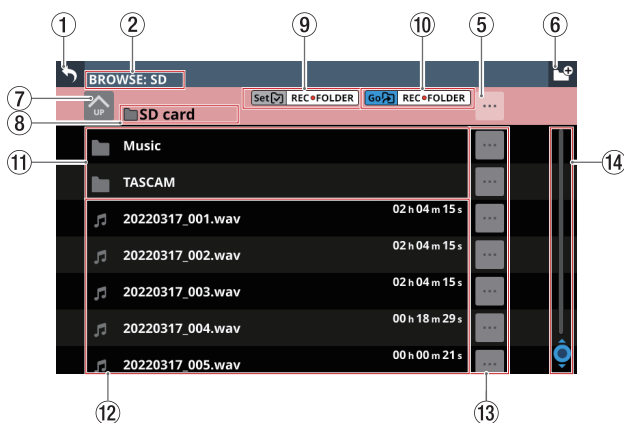 ① ② ⑨ ⑩ ⑤ ⑥
BROWSE: SD
⑦ UP Set REC●FOLDER Go REC●FOLDER ...
⑧ SD card
⑪ Music ... ⑭
TASCAM ...
20220317_001.wav 02 h 04 m 15 s ...
20220317_002.wav 02 h 04 m 15 s ...
20220317_003.wav 02 h 04 m 15 s ...
20220317_004.wav 00 h 18 m 29 s ...
20220317_005.wav 00 h 00 m 21 s ...
⑫ ⑬